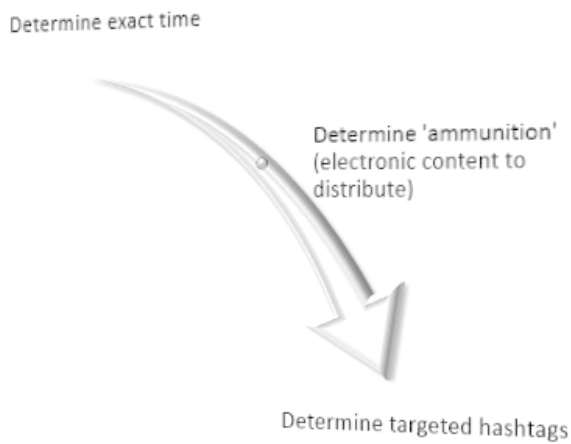 Determine exact time
Determine 'ammunition'
(electronic content to
distribute)
Determine targeted hashtags